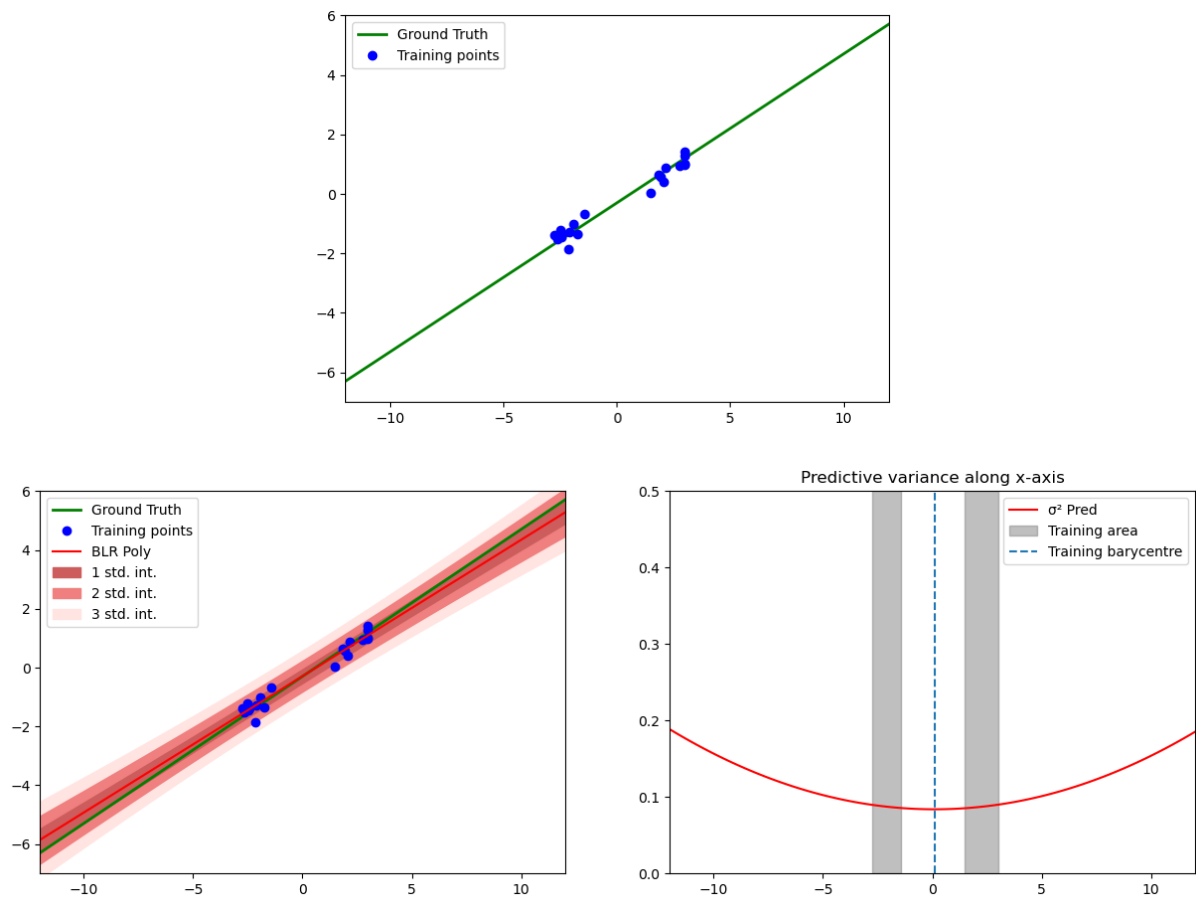 6
4
2
0
−2
−4
−6
−10
−5
0
5
10
Ground Truth
Training points
6
4
2
0
−2
−4
−6
−10
−5
0
5
10
Ground Truth
Training points
BLR Poly
1 std. int.
2 std. int.
3 std. int.
Predictive variance along x-axis
0.5
0.4
0.3
0.2
0.1
0.0
−10
−5
0
5
10
σ² Pred
Training area
Training barycentre